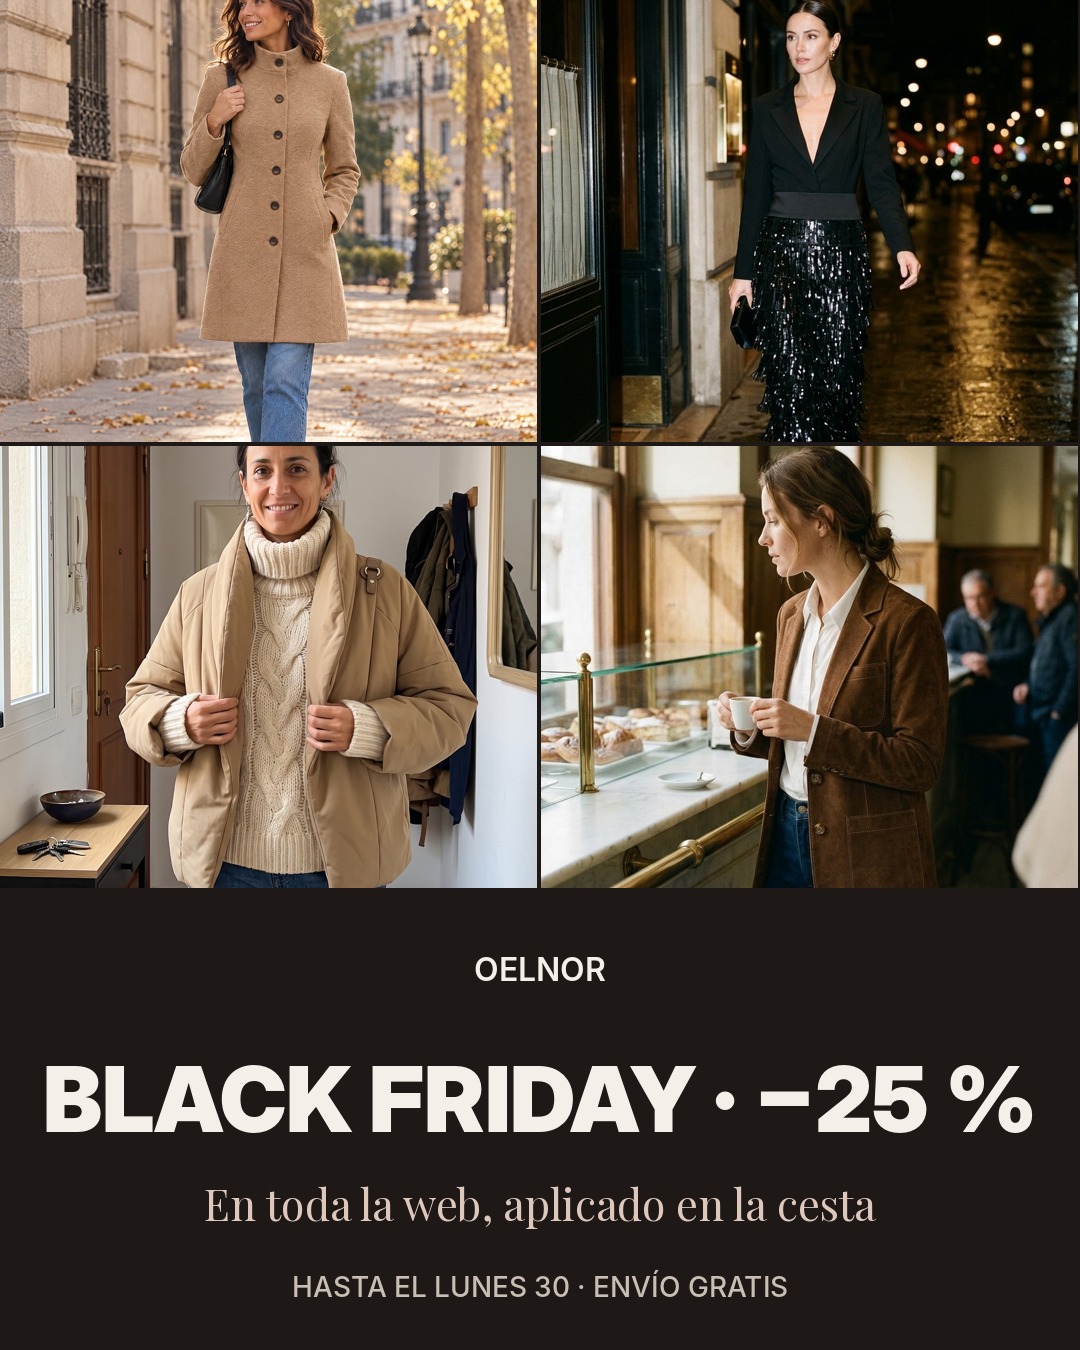 OELNOR
BLACK FRIDAY · −25 %
En toda la web, aplicado en la cesta
HASTA EL LUNES 30 · ENVÍO GRATIS